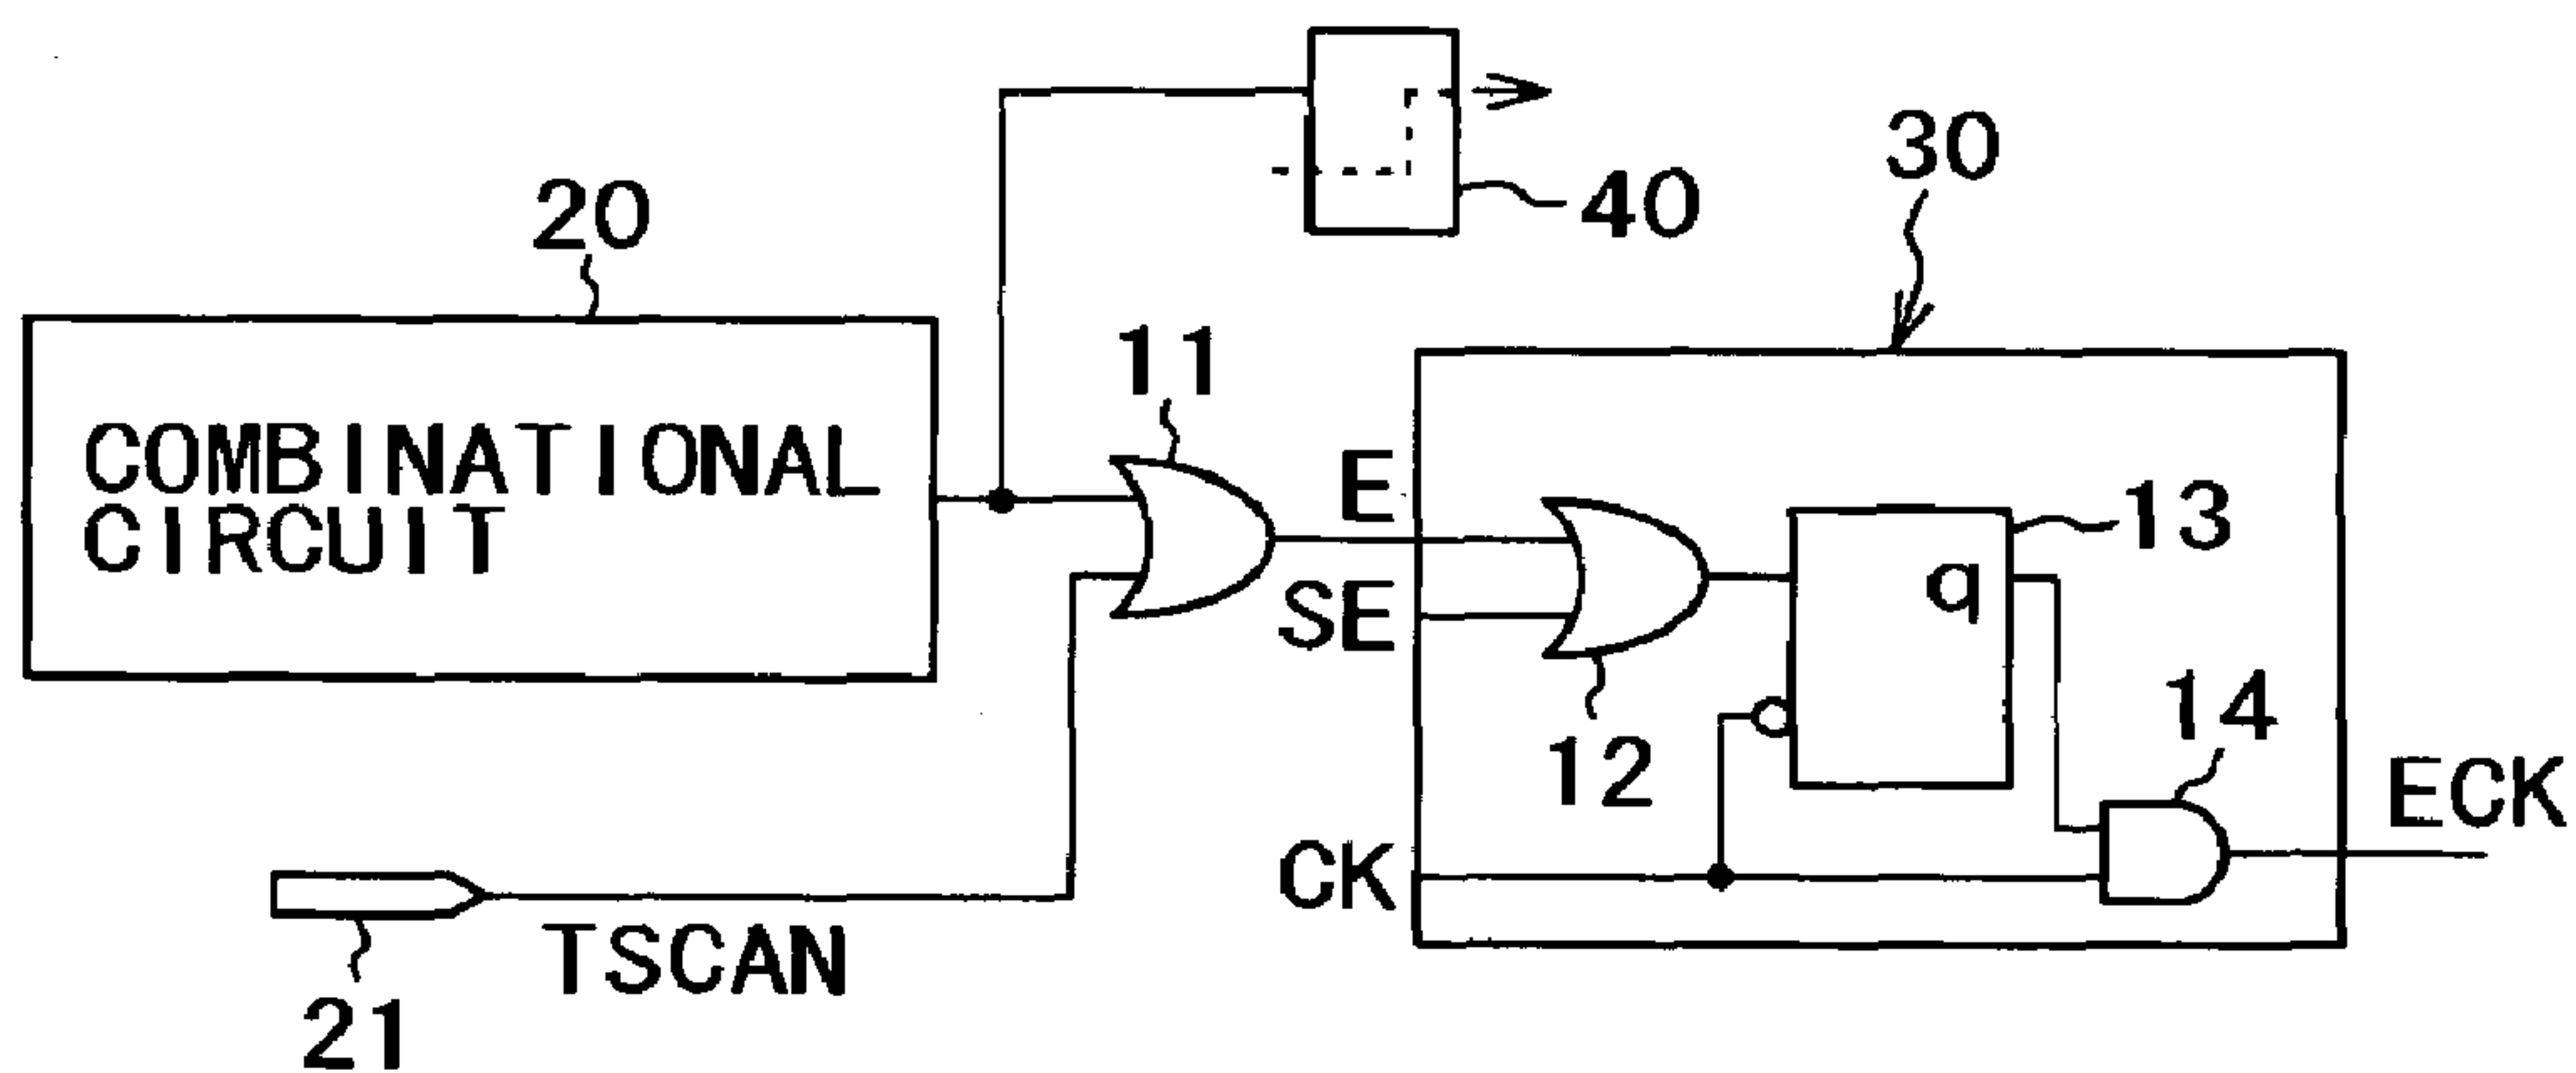 40
30
20
11
COMBINATIONAL
CIRCUIT
E
13
q
SE
14
12
ECK
CK
TSCAN
21